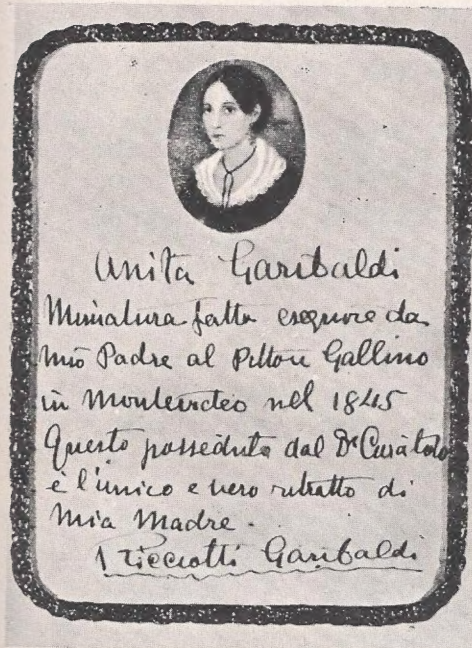 Anita Garibaldi
Miniatura fatta eseguire da
mio Padre al Pittore Gallino
in Montevideo nel 1845
Questo posseduto dal Dr Curàtolo
è l'unico e vero ritratto di
mia Madre.
Ricciotti Garibaldi